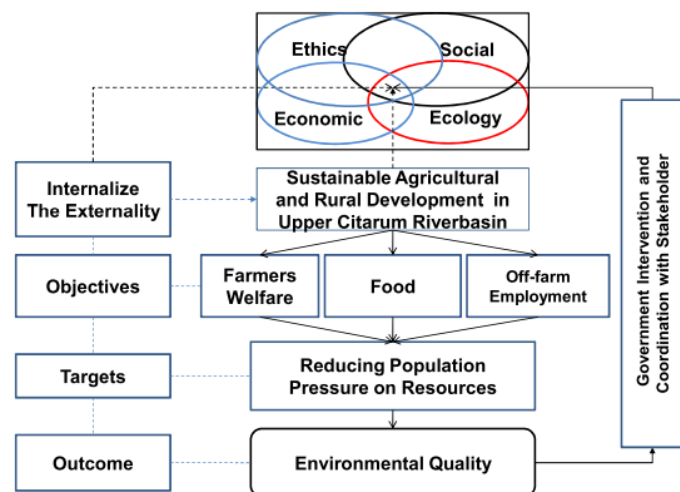 Ethics
Social
Economic
Ecology
Internalize
The Externality
Sustainable Agricultural
and Rural Development in
Upper Citarum Riverbasin
Objectives
Farmers
Welfare
Food
Off-farm
Employment
Targets
Reducing Population
Pressure on Resources
Outcome
Environmental Quality
Government Intervention and
Coordination with Stakeholder